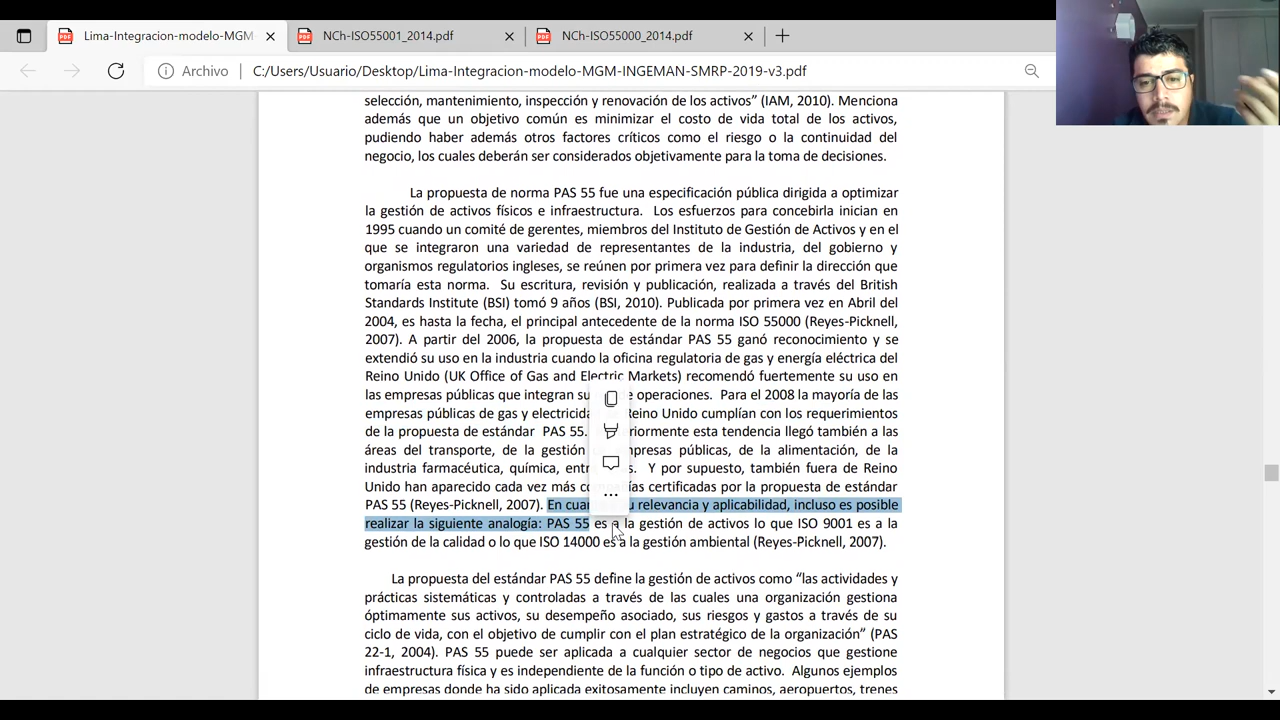 Lima-Integracion-modelo-MGM
NCh-ISO55001_2014.pdf
NCh-ISO55000_2014.pdf
Archivo
C:/Users/Usuario/Desktop/Lima-Integracion-modelo-MGM-INGEMAN-SMRP-2019-v3.pdf
selección, mantenimiento, inspección y renovación de los activos” (IAM, 2010). Menciona
además que un objetivo común es minimizar el costo de vida total de los activos,
pudiendo haber además otros factores críticos como el riesgo o la continuidad del
negocio, los cuales deberán ser considerados objetivamente para la toma de decisiones.
La propuesta de norma PAS 55 fue una especificación pública dirigida a optimizar
la gestión de activos físicos e infraestructura. Los esfuerzos para concebirla inician en
1995 cuando un comité de gerentes, miembros del Instituto de Gestión de Activos y en el
que se integraron una variedad de representantes de la industria, del gobierno y
organismos regulatorios ingleses, se reúnen por primera vez para definir la dirección que
tomaría esta norma. Su escritura, revisión y publicación, realizada a través del British
Standards Institute (BSI) tomó 9 años (BSI, 2010). Publicada por primera vez en Abril del
2004, es hasta la fecha, el principal antecedente de la norma ISO 55000 (Reyes-Picknell,
2007). A partir del 2006, la propuesta de estándar PAS 55 ganó reconocimiento y se
extendió su uso en la industria cuando la oficina regulatoria de gas y energía eléctrica del
Reino Unido (UK Office of Gas and Electric Markets) recomendó fuertemente su uso en
las empresas públicas que integran su e operaciones. Para el 2008 la mayoría de las
empresas públicas de gas y electricida Reino Unido cumplían con los requerimientos
de la propuesta de estándar PAS 55. riormente esta tendencia llegó también a las
áreas del transporte, de la gestión presas públicas, de la alimentación, de la
industria farmacéutica, química, entr s. Y por supuesto, también fuera de Reino
Unido han aparecido cada vez más com ías certificadas por la propuesta de estándar
PAS 55 (Reyes-Picknell, 2007). En cuan u relevancia y aplicabilidad, incluso es posible
realizar la siguiente analogía: PAS 55 es a la gestión de activos lo que ISO 9001 es a la
gestión de la calidad o lo que ISO 14000 es a la gestión ambiental (Reyes-Picknell, 2007).
La propuesta del estándar PAS 55 define la gestión de activos como “las actividades y
prácticas sistemáticas y controladas a través de las cuales una organización gestiona
óptimamente sus activos, su desempeño asociado, sus riesgos y gastos a través de su
ciclo de vida, con el objetivo de cumplir con el plan estratégico de la organización” (PAS
22-1, 2004). PAS 55 puede ser aplicada a cualquier sector de negocios que gestione
infraestructura física y es independiente de la función o tipo de activo. Algunos ejemplos
de empresas donde ha sido aplicada exitosamente incluyen caminos, aeropuertos, trenes